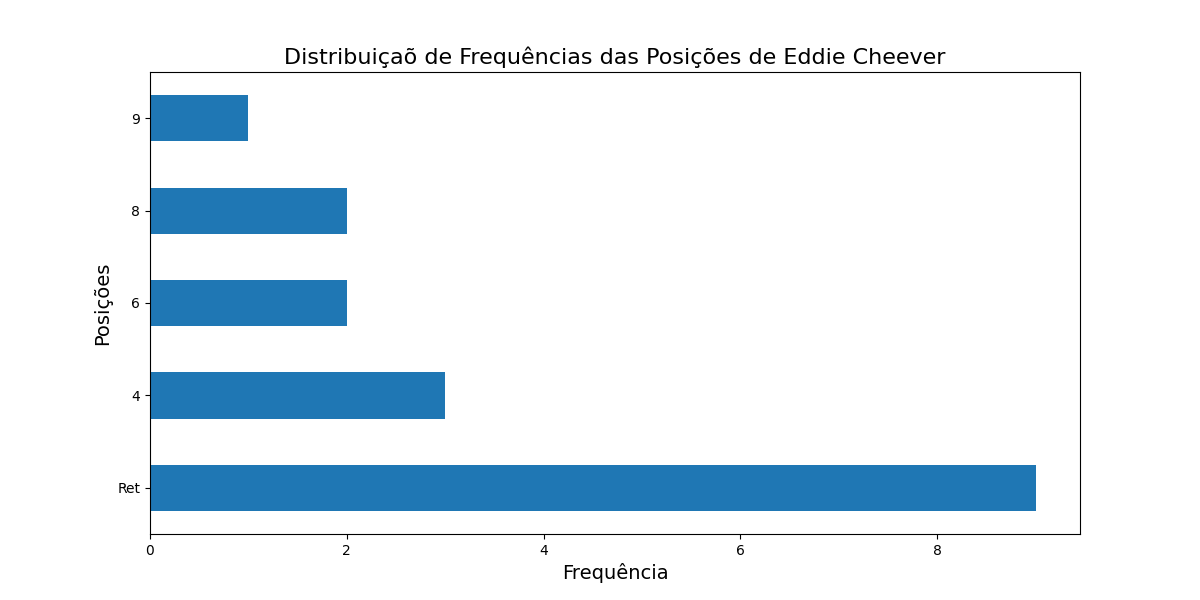 Distribuiçaõ de Frequências das Posições de Eddie Cheever
9
8
6
4
Ret
Posições
0 2 4 6 8
Frequência